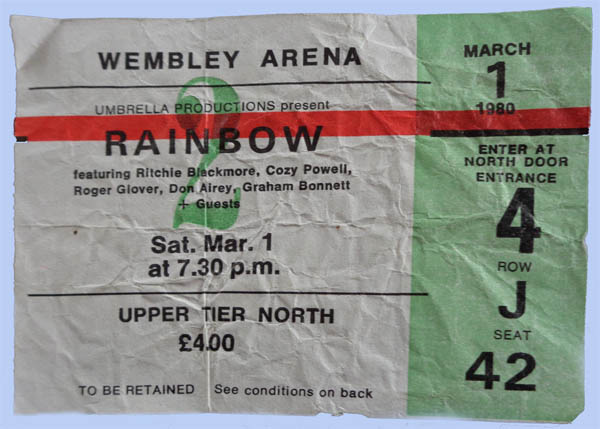 WEMBLEY ARENA
UMBRELLA PRODUCTIONS present
RAINBOW
featuring Ritchie Blackmore, Cozy Powell,
Roger Glover, Don Airey, Graham Bonnett
+ Guests
2
Sat. Mar. 1
at 7.30 p.m.
UPPER TIER NORTH
£4.00
TO BE RETAINED See conditions on back
MARCH
1
1980
ENTER AT
NORTH DOOR
ENTRANCE
4
ROW
J
SEAT
42